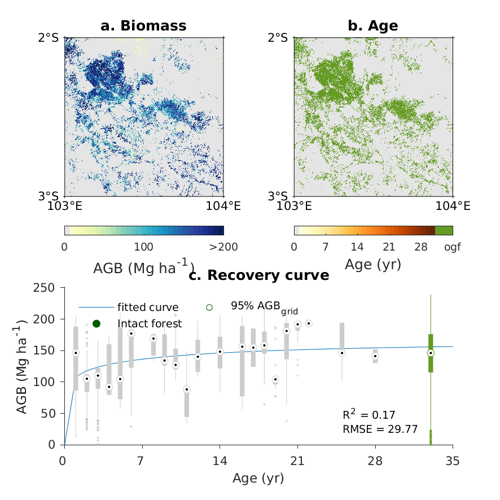 a. Biomass
b. Age
2°S
2°S
3°S
3°S
103°E
104°E
103°E
104°E
0
100
>200
0
7
14
21
28
ogf
AGB (Mg ha⁻¹)
Age (yr)
c. Recovery curve
250
200
150
100
50
0
AGB (Mg ha⁻¹)
fitted curve
95% AGB_grid
Intact forest
R² = 0.17
RMSE = 29.77
0
7
14
21
28
35
Age (yr)